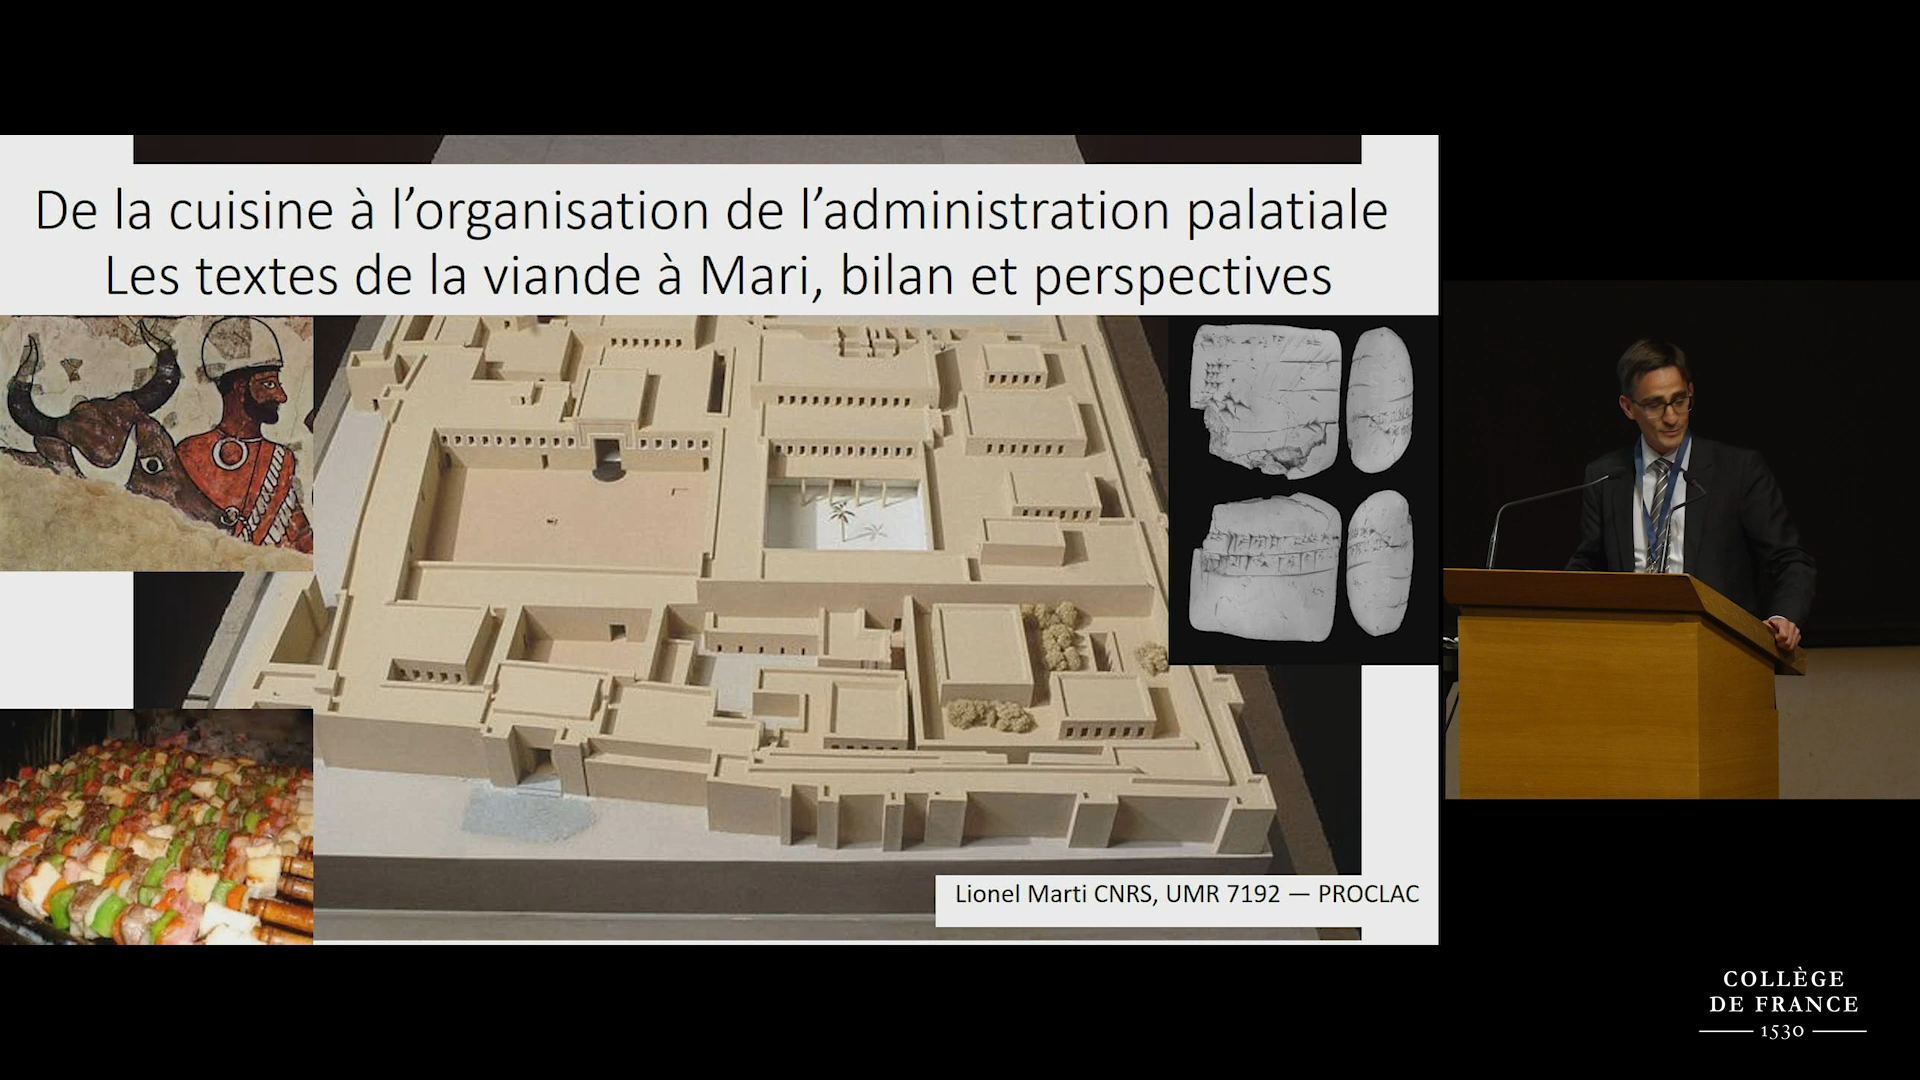 De la cuisine à l’organisation de l’administration palatiale
Les textes de la viande à Mari, bilan et perspectives
Lionel Marti CNRS, UMR 7192 — PROCLAC
COLLÈGE
DE FRANCE
1530